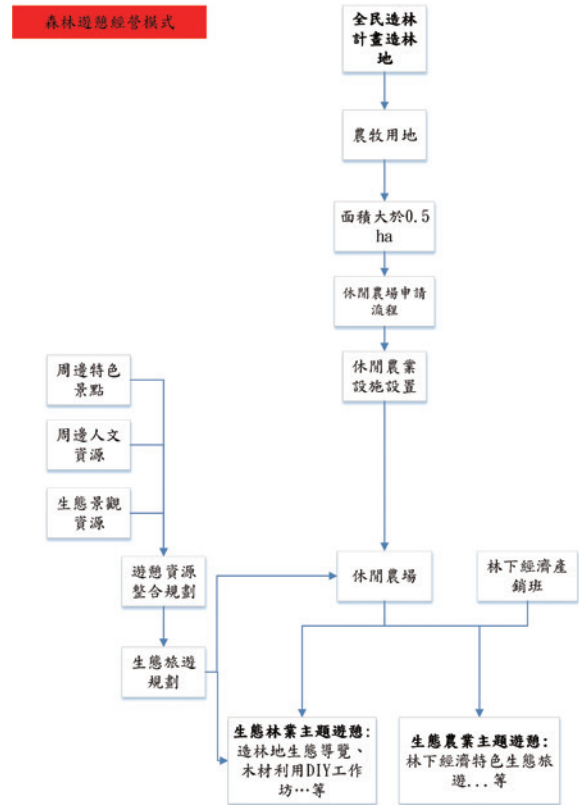 森林遊憩經營模式
全民造林
計畫造林
地
農牧用地
面積大於0.5
ha
休閒農場申請
流程
休閒農業
設施設置
周邊特色
景點
周邊人文
資源
生態景觀
資源
遊憩資源
整合規劃
生態旅遊
規劃
休閒農場
林下經濟產
銷班
生態林業主題遊憩:
造林地生態導覽、
木材利用DIY工作
坊…等
生態農業主題遊憩:
林下經濟特色生態旅
遊...等